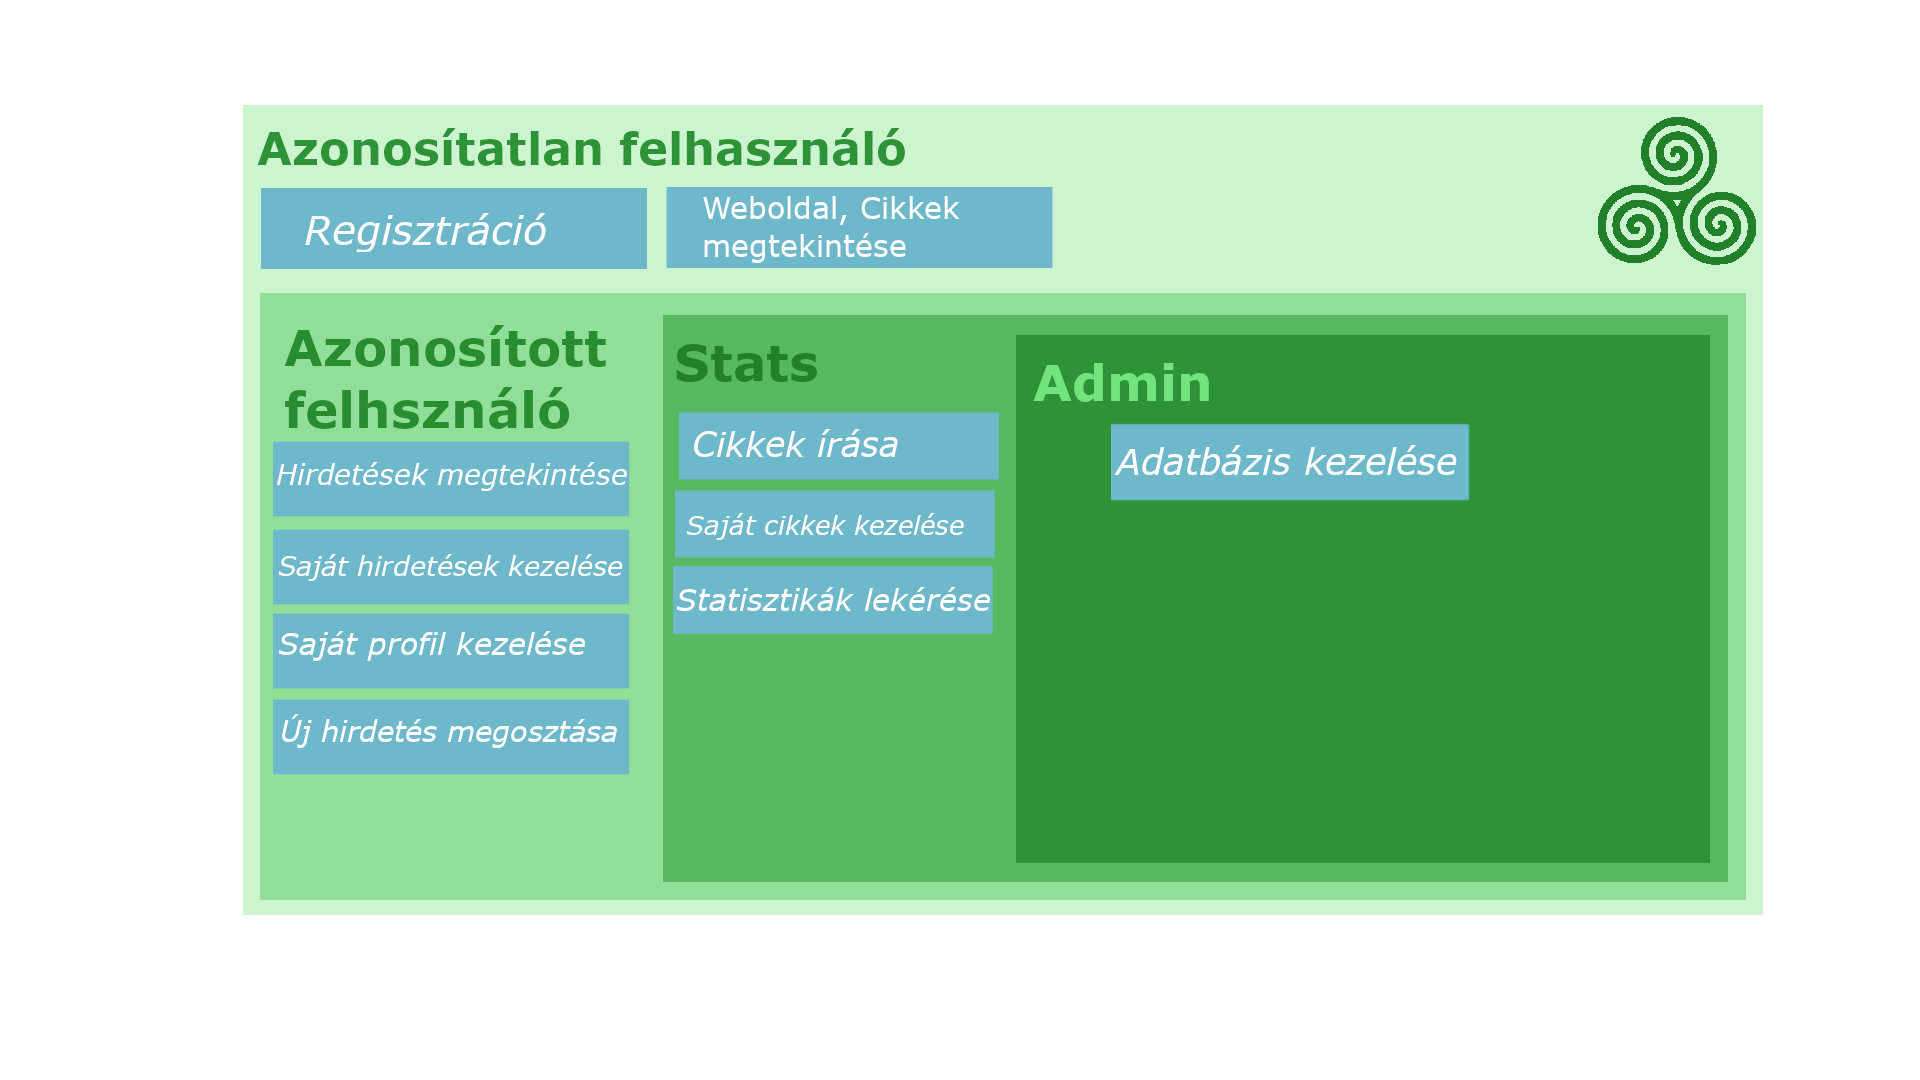 Azonosítatlan felhasználó
Regisztráció
Weboldal, Cikkek
megtekintése
Azonosított
felhsználó
Hirdetések megtekintése
Saját hirdetések kezelése
Saját profil kezelése
Új hirdetés megosztása
Stats
Cikkek írása
Saját cikkek kezelése
Statisztikák lekérése
Admin
Adatbázis kezelése